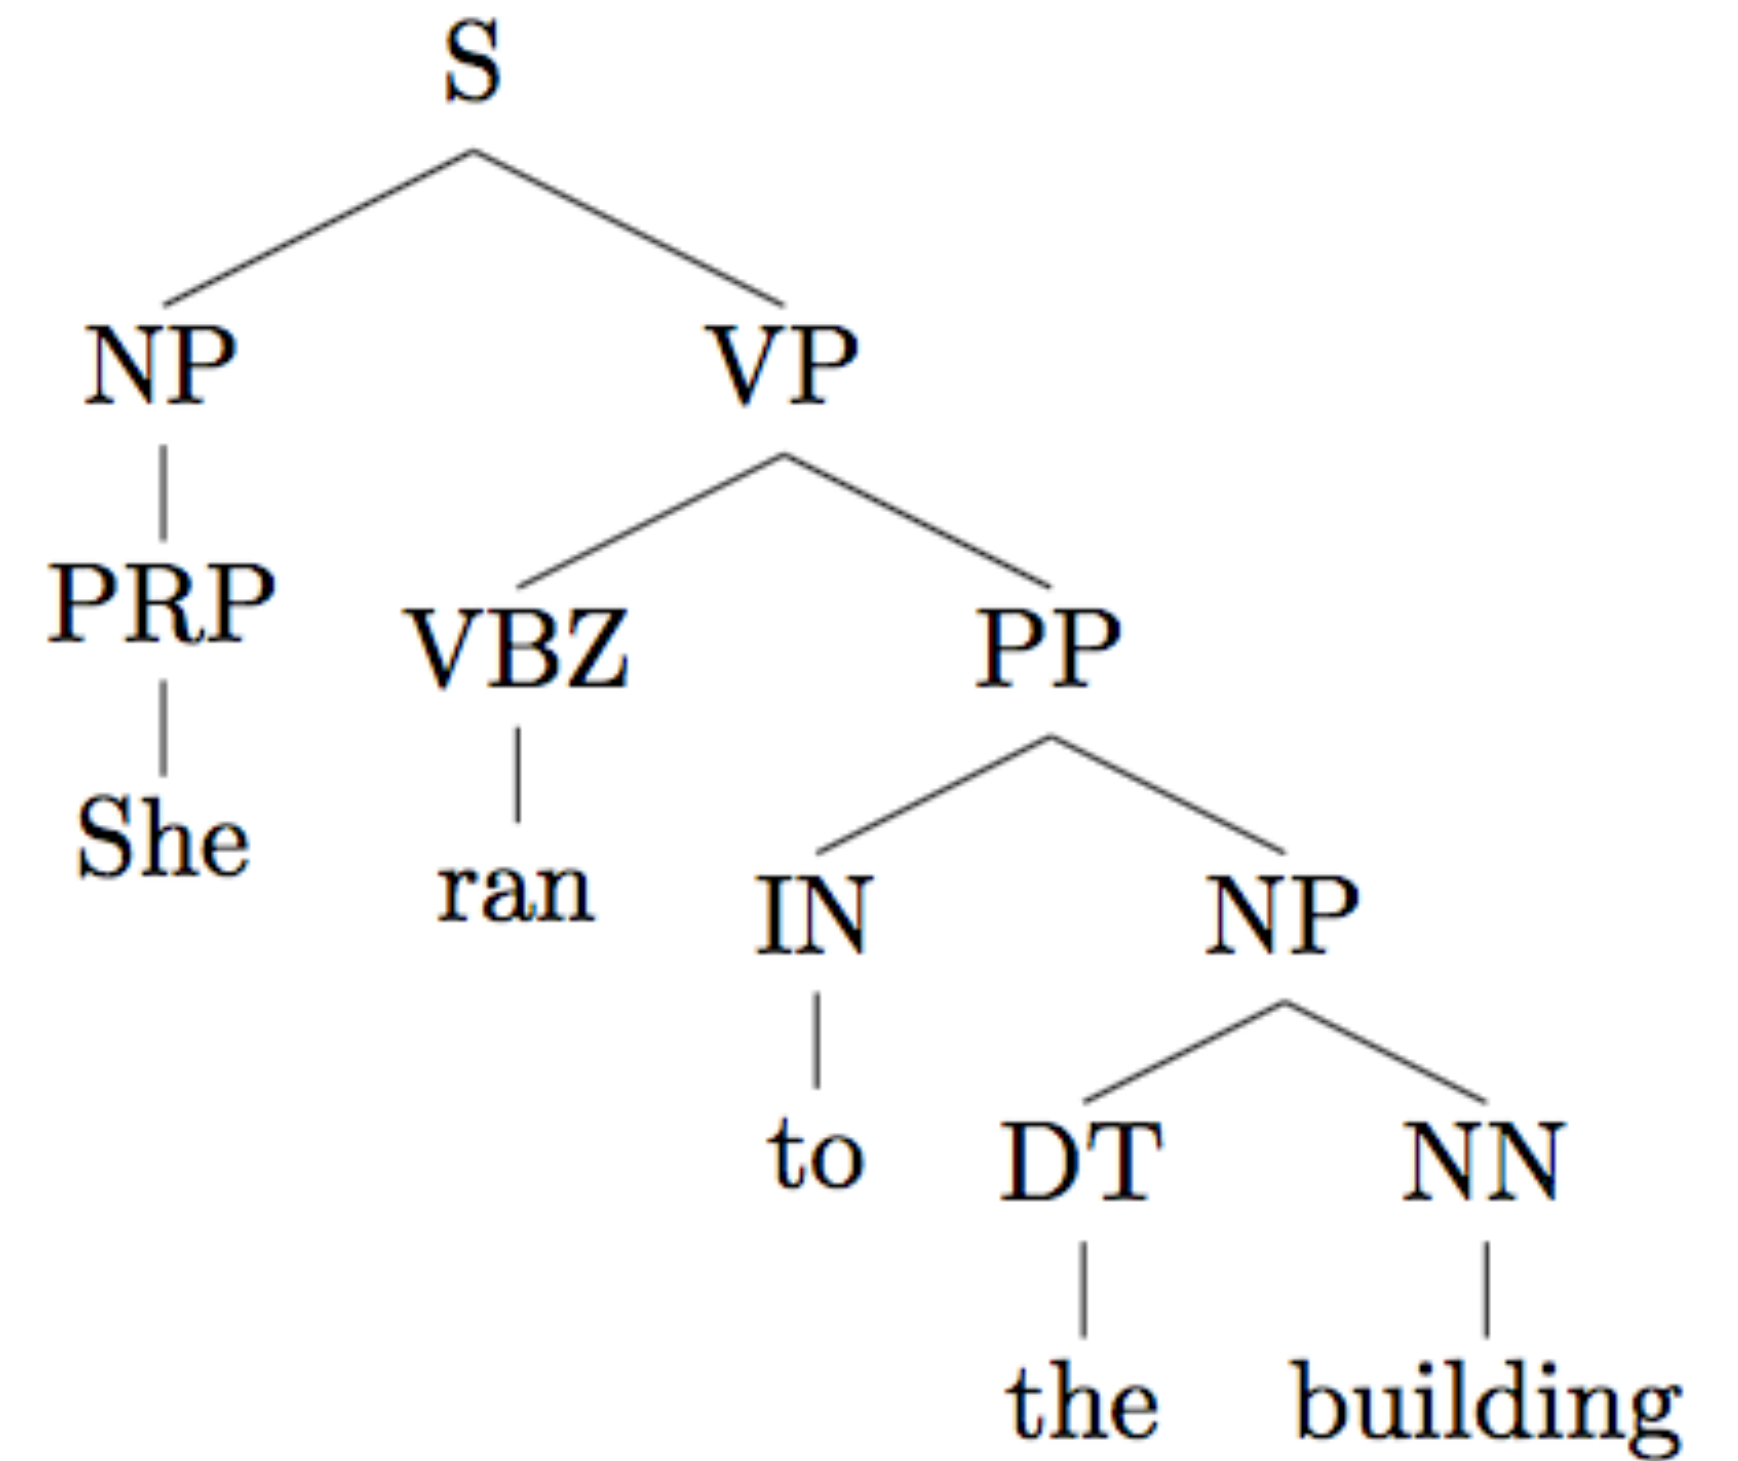 S
NP VP
PRP VBZ PP
She ran IN NP
to DT NN
the building